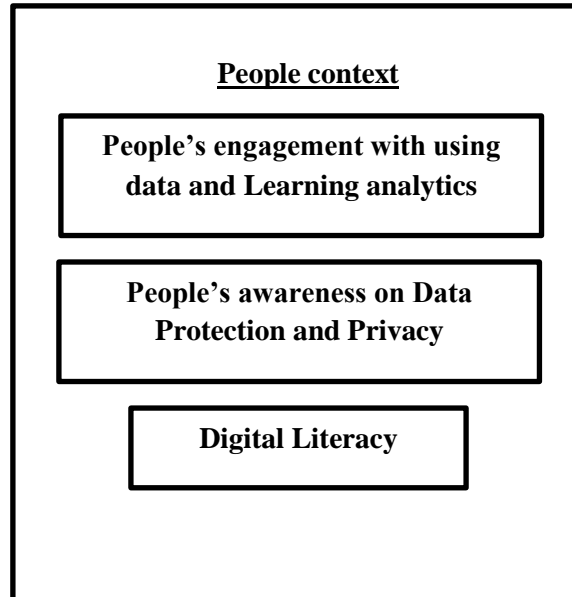 People context
People’s engagement with using
data and Learning analytics
People’s awareness on Data
Protection and Privacy
Digital Literacy